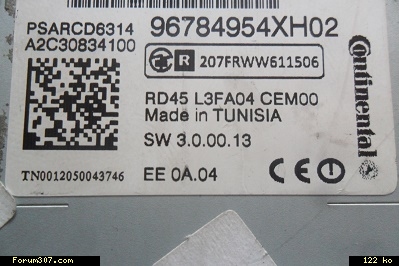 PSARCD6314 96784954XH02
A2C30834100
R 207FRWW611506
Continental
RD45 L3FA04 CEM00
Made in TUNISIA
SW 3.0.00.13
TN0012050043746 EE 0A.04 CE
Forum307.com 122 ko